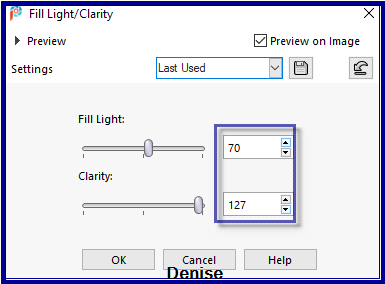 Fill Light/Clarity
Preview
Preview on Image
Settings
Last Used
Fill Light:
70
Clarity:
127
OK Cancel Help
Denise